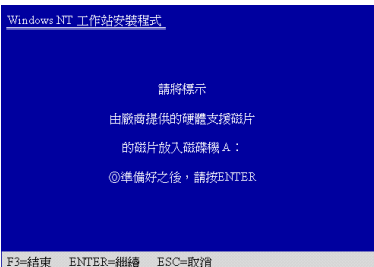 Windows NT 工作站安裝程式
請將標示
由廠商提供的硬體支援磁片
的磁片放入磁碟機 A：
◎準備好之後，請按ENTER
F3=結束 ENTER=繼續 ESC=取消